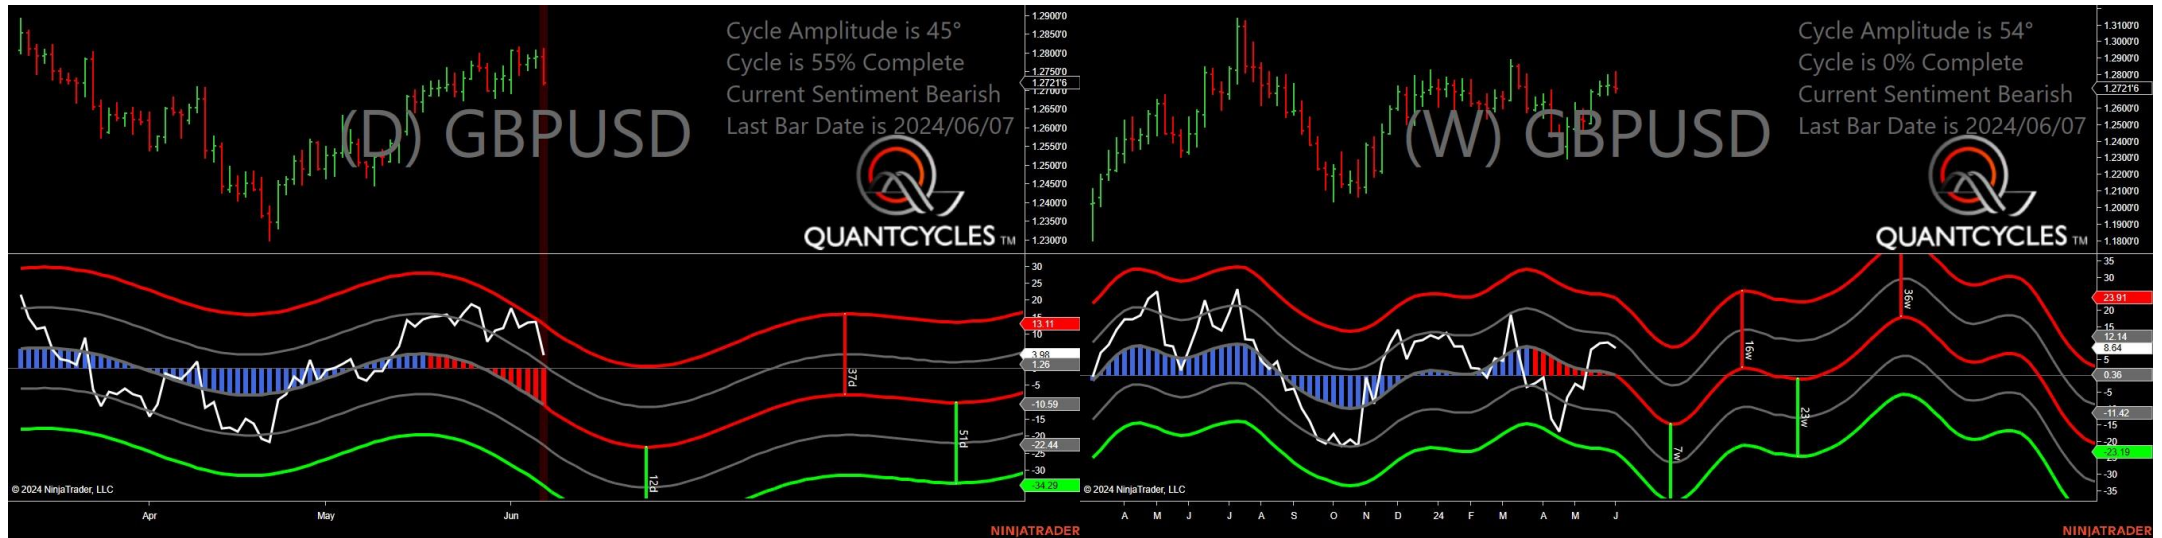 Cycle Amplitude is 45°
Cycle is 55% Complete
Current Sentiment Bearish
Last Bar Date is 2024/06/07
(D) GBPUSD
QUANTCYCLES TM
1.2900'0
1.2850'0
1.2800'0
1.2750'0
1.2721'6
1.2700'0
1.2650'0
1.2600'0
1.2550'0
1.2500'0
1.2450'0
1.2400'0
1.2350'0
1.2300'0
30
25
20
15
13.11
10
3.98
1.26
-5
-10.59
-15
-20
-22.44
-25
-30
-34.29
37d
51d
12d
© 2024 NinjaTrader, LLC
Apr
May
Jun
NINJATRADER
Cycle Amplitude is 54°
Cycle is 0% Complete
Current Sentiment Bearish
Last Bar Date is 2024/06/07
(W) GBPUSD
QUANTCYCLES TM
1.3100'0
1.3000'0
1.2900'0
1.2800'0
1.2721'6
1.2600'0
1.2500'0
1.2400'0
1.2300'0
1.2200'0
1.2100'0
1.2000'0
1.1900'0
1.1800'0
35
30
23.91
20
15
12.14
8.64
5
0.36
-5
-11.42
-15
-20
-23.19
-30
-35
36w
16w
23w
7w
© 2024 NinjaTrader, LLC
A M J J A S O N D 24 F M A M J
NINJATRADER